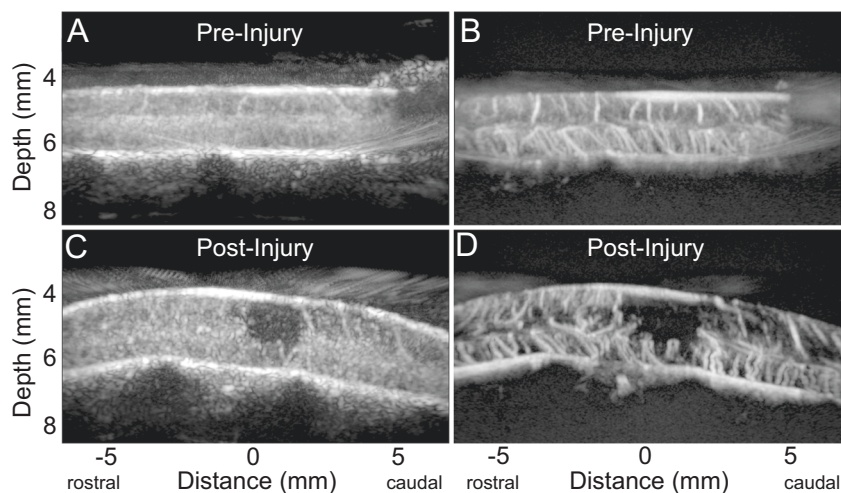 A Pre-Injury
B Pre-Injury
Depth (mm)
4
6
8
C Post-Injury
D Post-Injury
Depth (mm)
4
6
8
-5 0 5 -5 0 5
rostral Distance (mm) caudal rostral Distance (mm) caudal